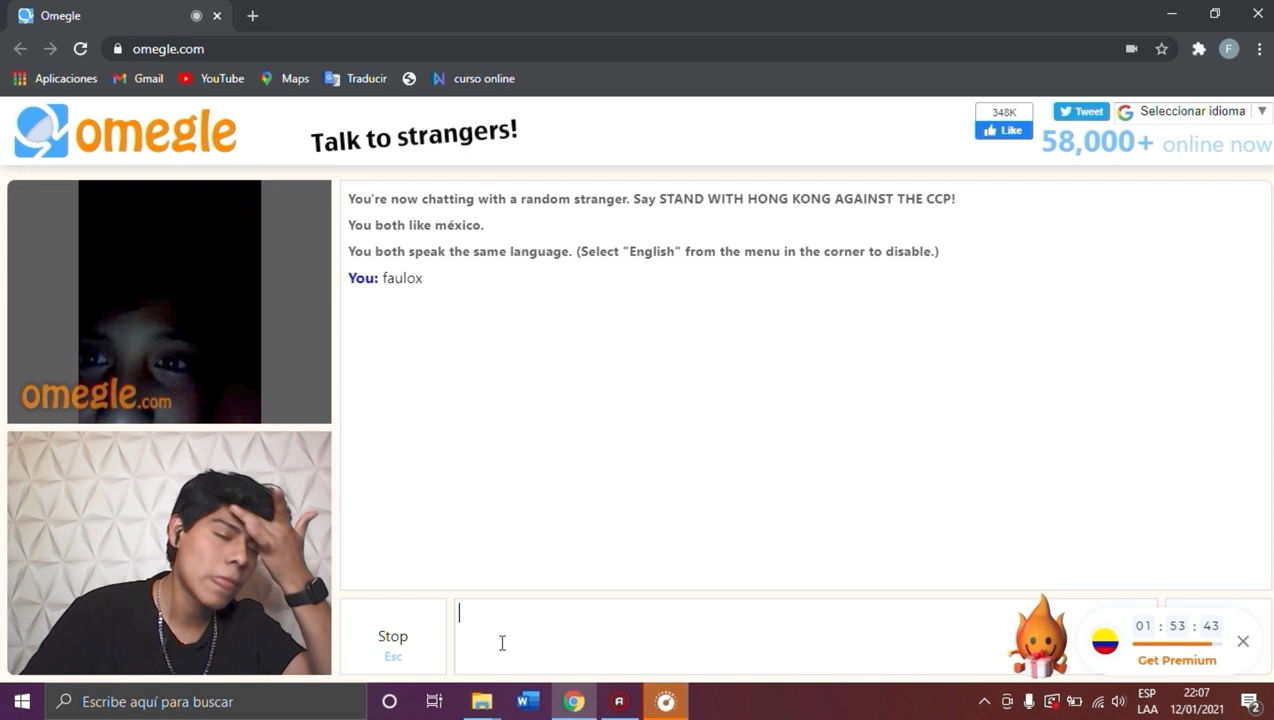 Omegle
omegle.com
F
Aplicaciones
Gmail
YouTube
Maps
Traducir
curso online
omegle
Talk to strangers!
348K
Like
Tweet
Seleccionar idioma
58,000+ online now
You're now chatting with a random stranger. Say STAND WITH HONG KONG AGAINST THE CCP!
You both like méxico.
You both speak the same language. (Select "English" from the menu in the corner to disable.)
You: faulox
omegle.com
Stop
Esc
01 : 53 : 43
Get Premium
Escribe aquí para buscar
ESP
LAA
22:07
12/01/2021
2